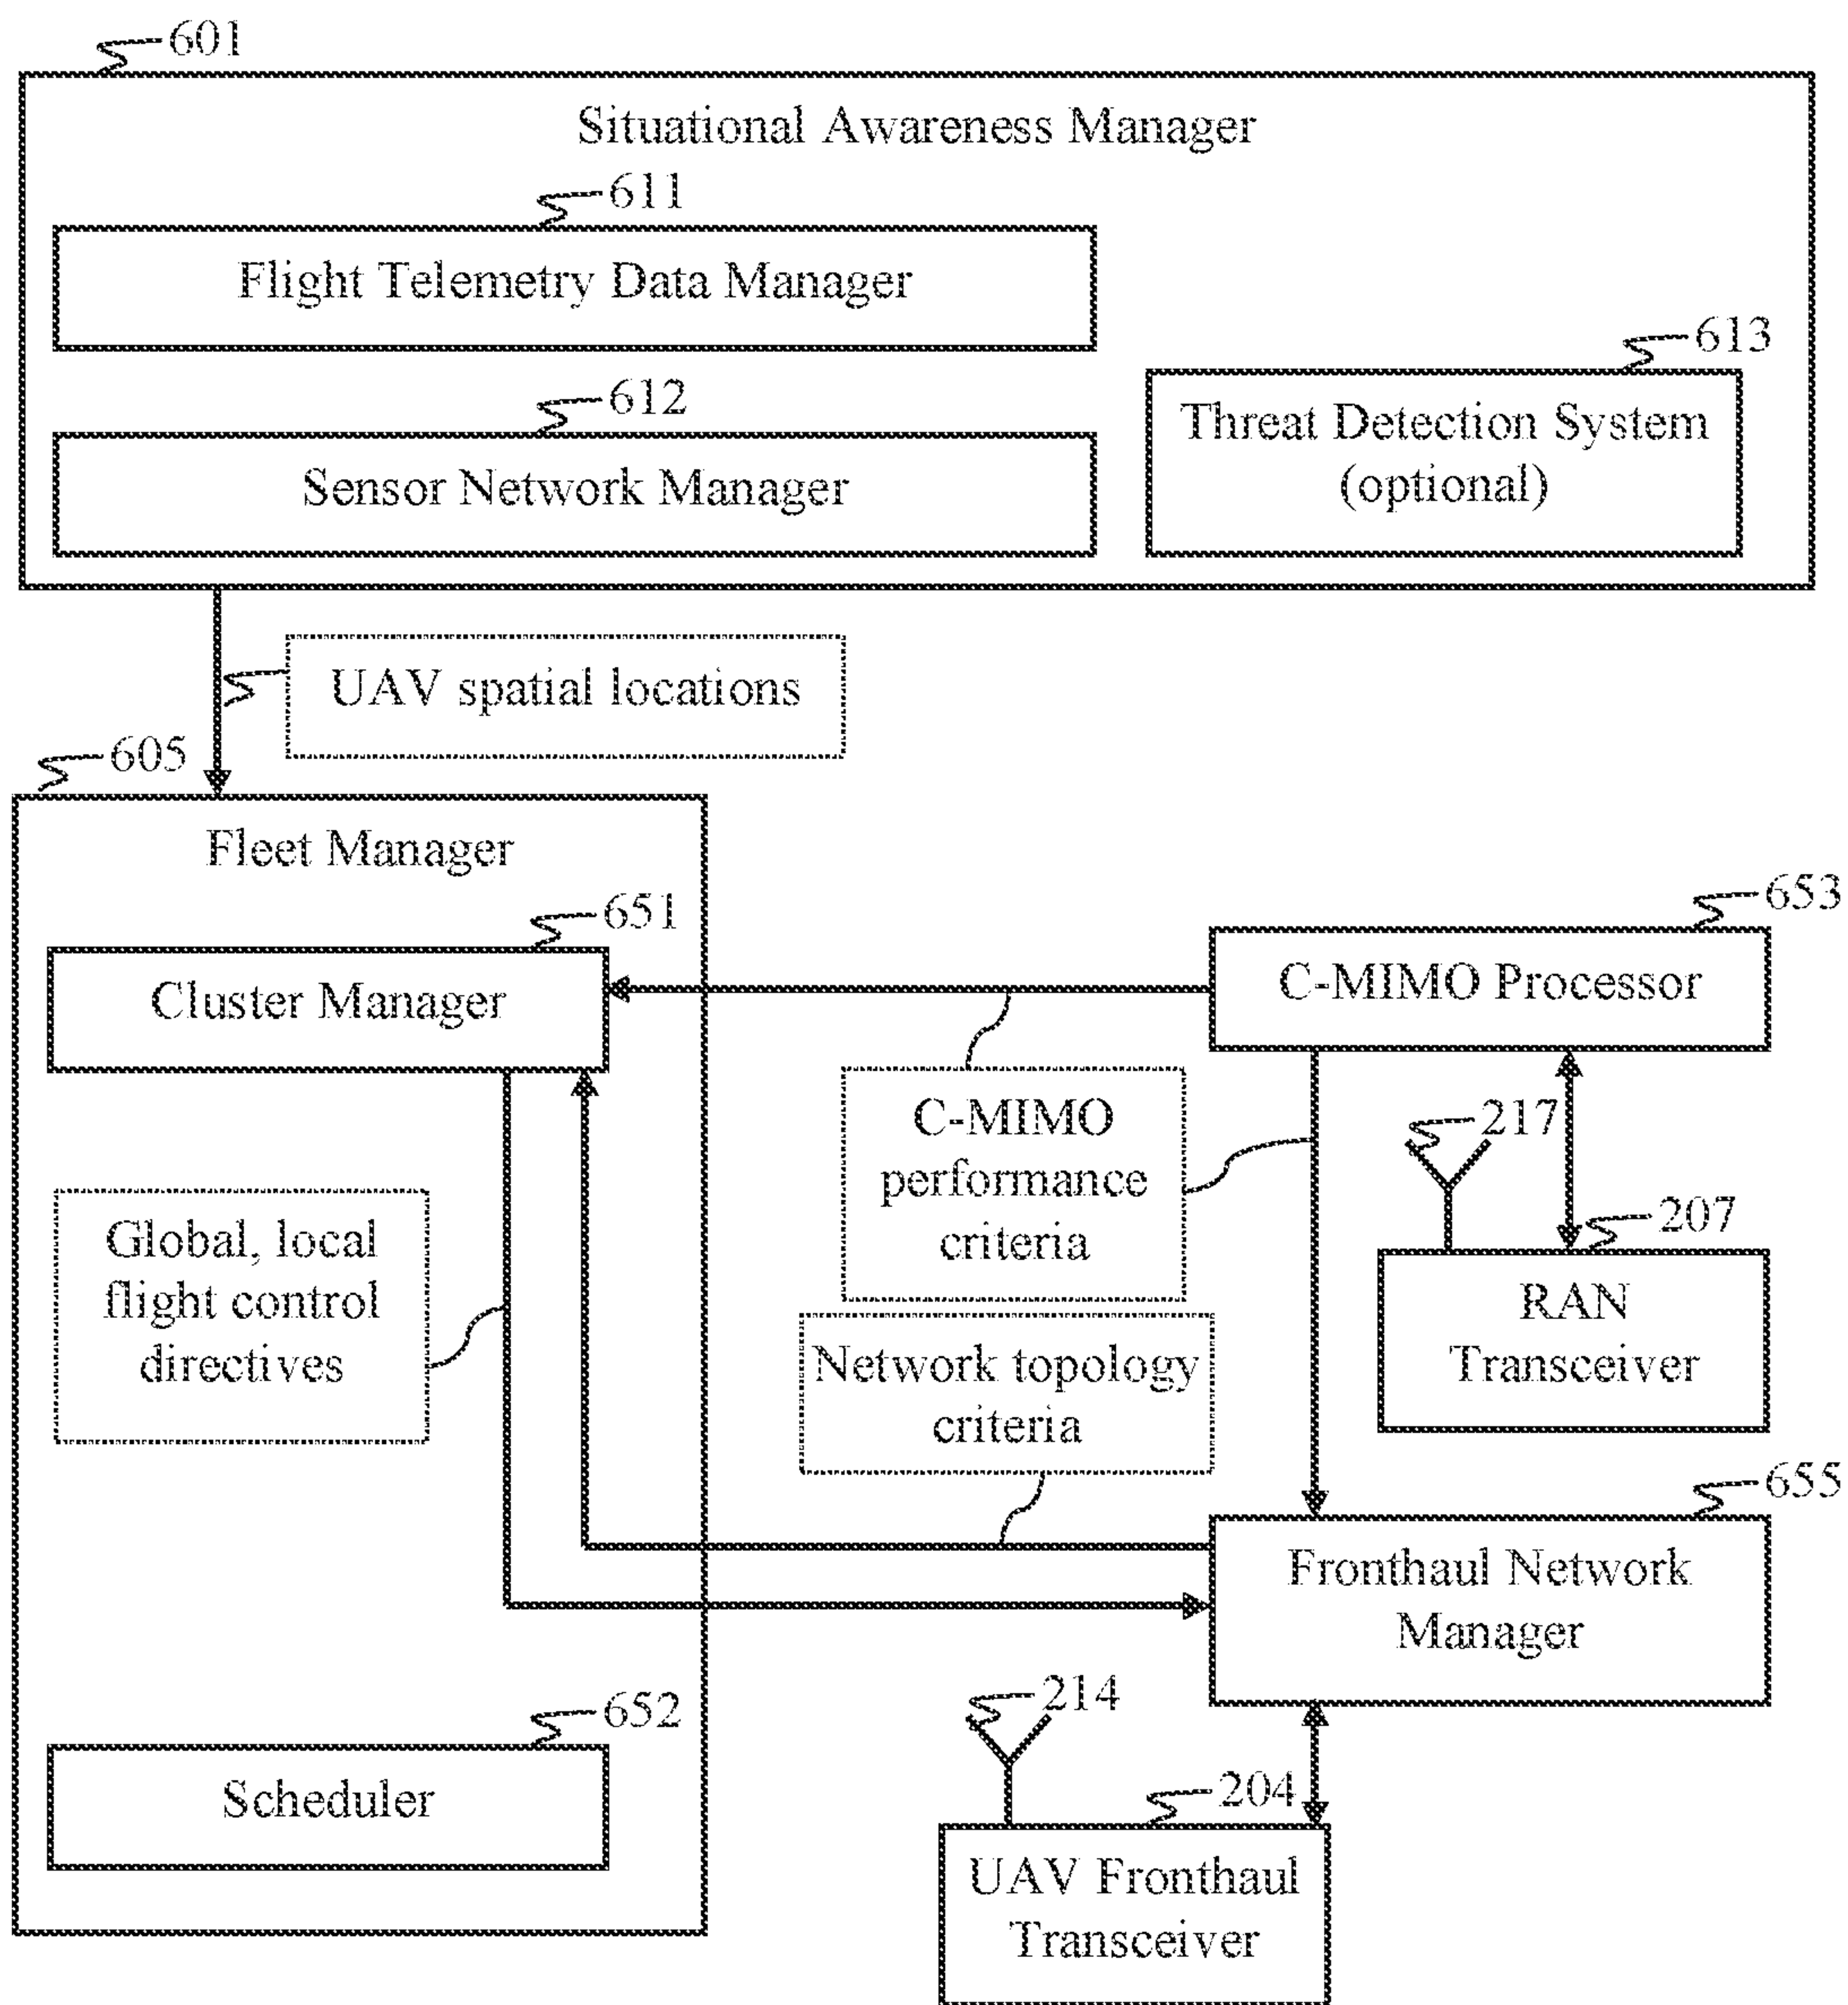 601
Situational Awareness Manager
611
Flight Telemetry Data Manager
613
612
Threat Detection System
(optional)
Sensor Network Manager
UAV spatial locations
605
Fleet Manager
651
Cluster Manager
653
C-MIMO Processor
C-MIMO
performance
criteria
217
207
RAN
Transceiver
Global, local
flight control
directives
Network topology
criteria
655
Fronthaul Network
Manager
652
Scheduler
214
204
UAV Fronthaul
Transceiver